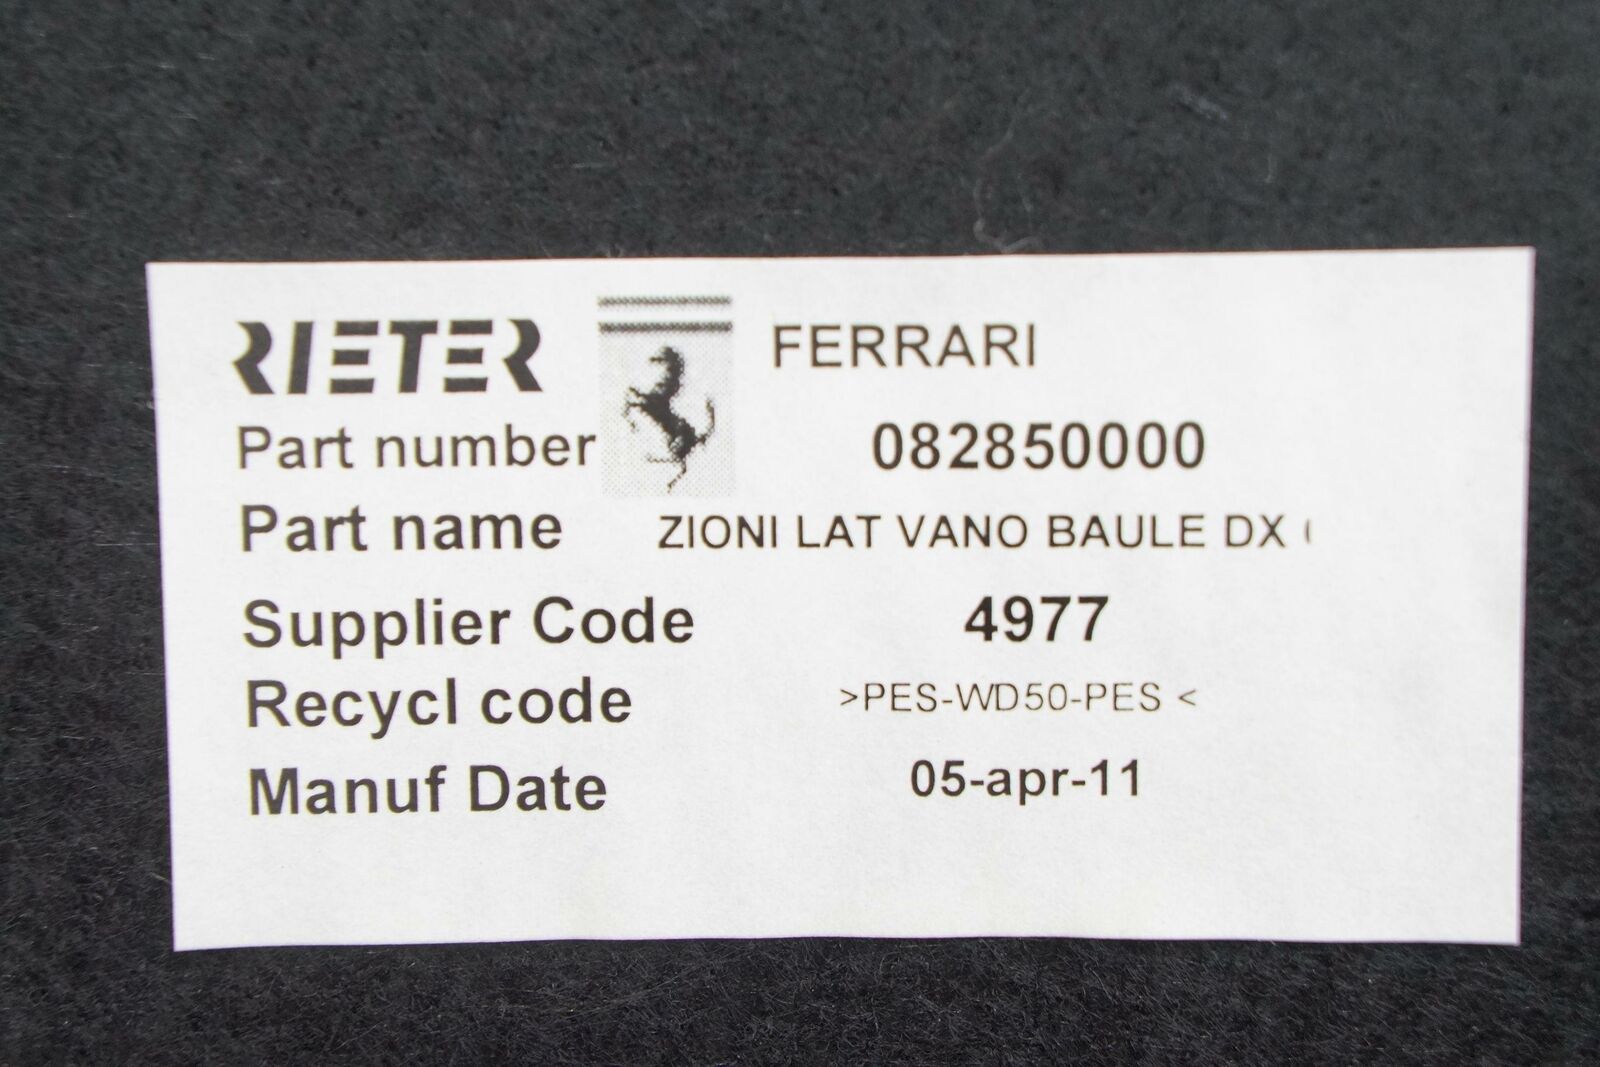 RIETER FERRARI
Part number 082850000
Part name ZIONI LAT VANO BAULE DX (
Supplier Code 4977
Recycl code >PES-WD50-PES <
Manuf Date 05-apr-11